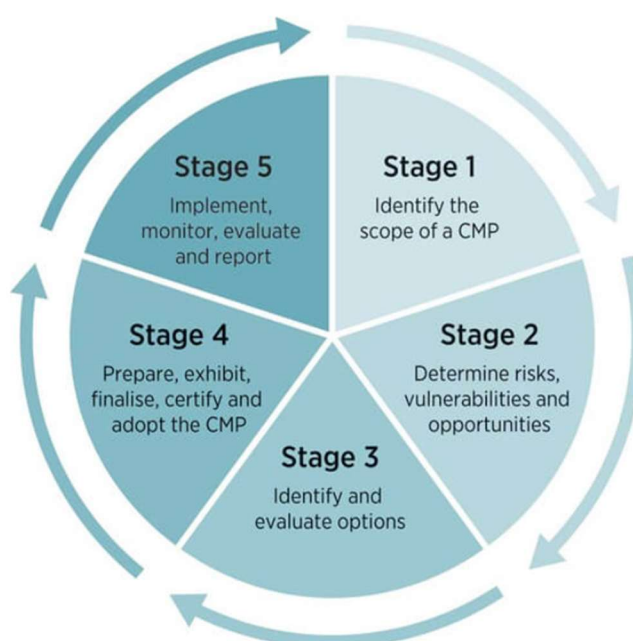 Stage 1
Identify the
scope of a CMP
Stage 2
Determine risks,
vulnerabilities and
opportunities
Stage 3
Identify and
evaluate options
Stage 4
Prepare, exhibit,
finalise, certify and
adopt the CMP
Stage 5
Implement,
monitor, evaluate
and report